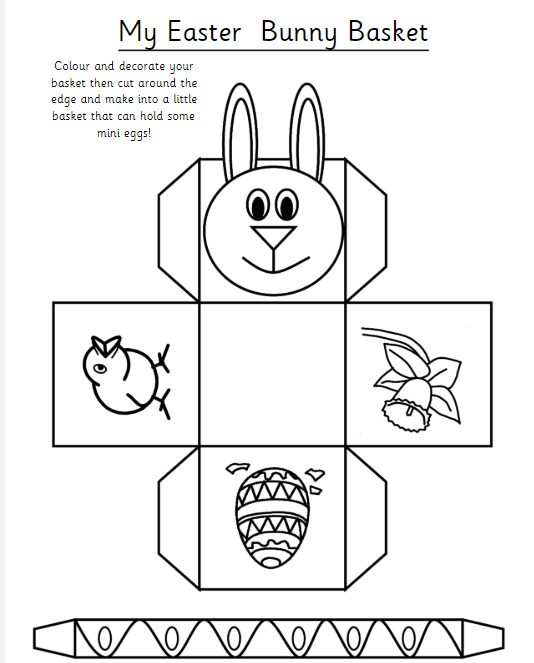 My Easter  Bunny Basket
Colour and decorate your
basket then cut around the
edge and make into a little
basket that can hold some
mini eggs!